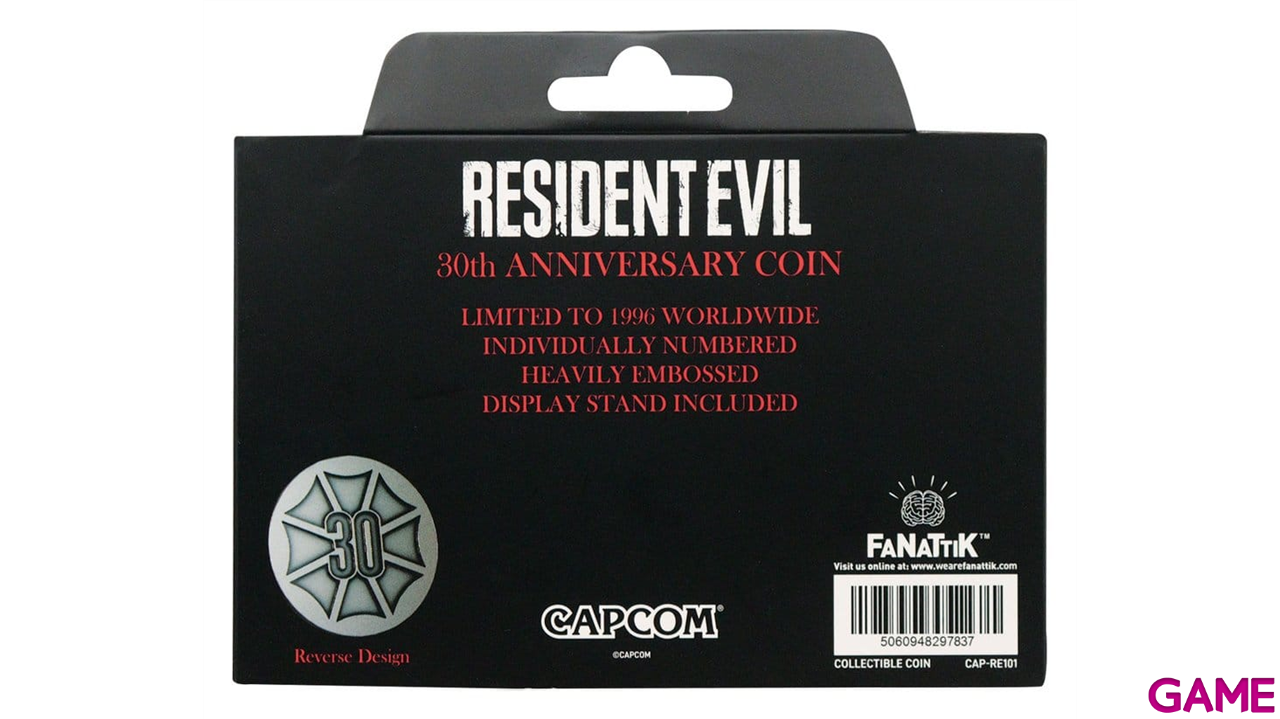 RESIDENT EVIL
30th ANNIVERSARY COIN
LIMITED TO 1996 WORLDWIDE
INDIVIDUALLY NUMBERED
HEAVILY EMBOSSED
DISPLAY STAND INCLUDED
30
Reverse Design
CAPCOM®
©CAPCOM
FANATTIK™
Visit us online at: www.wearefanattik.com
5060948297837
COLLECTIBLE COIN CAP-RE101
GAME